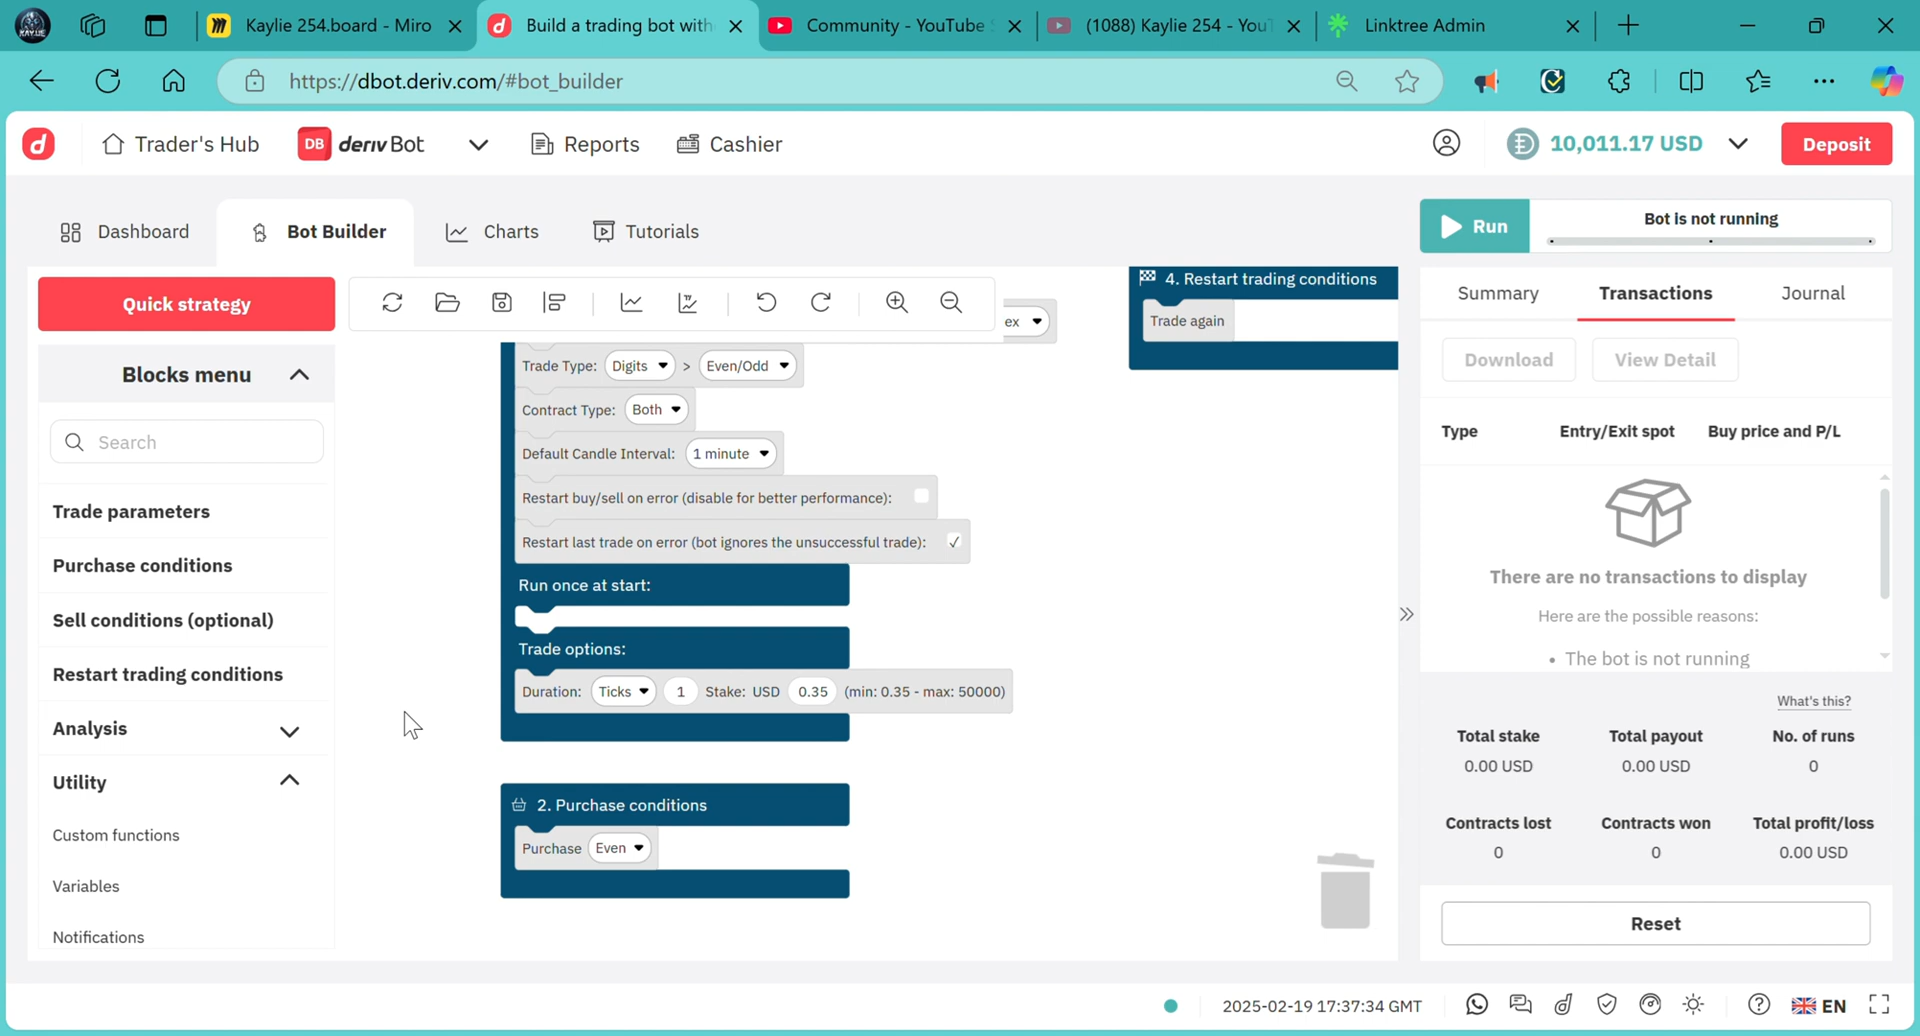 Kaylie 254.board - Miro
Build a trading bot with
Community - YouTube S
(1088) Kaylie 254 - YouT
Linktree Admin
https://dbot.deriv.com/#bot_builder
Trader's Hub
DB deriv Bot
Reports
Cashier
10,011.17 USD
Deposit
Dashboard
Bot Builder
Charts
Tutorials
Run
Bot is not running
Quick strategy
Blocks menu
Search
Trade parameters
Purchase conditions
Sell conditions (optional)
Restart trading conditions
Analysis
Utility
Custom functions
Variables
Notifications
ex
Trade Type: Digits > Even/Odd
Contract Type: Both
Default Candle Interval: 1 minute
Restart buy/sell on error (disable for better performance):
Restart last trade on error (bot ignores the unsuccessful trade): ✓
Run once at start:
Trade options:
Duration: Ticks 1 Stake: USD 0.35 (min: 0.35 - max: 50000)
2. Purchase conditions
Purchase Even
4. Restart trading conditions
Trade again
Summary
Transactions
Journal
Download
View Detail
Type
Entry/Exit spot
Buy price and P/L
There are no transactions to display
Here are the possible reasons:
• The bot is not running
What's this?
Total stake
Total payout
No. of runs
0.00 USD
0.00 USD
0
Contracts lost
Contracts won
Total profit/loss
0
0
0.00 USD
Reset
2025-02-19 17:37:34 GMT
EN